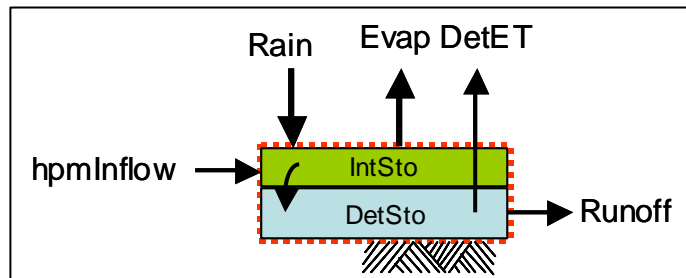 Rain
Evap DetET
hpmInflow
IntSto
DetSto
Runoff